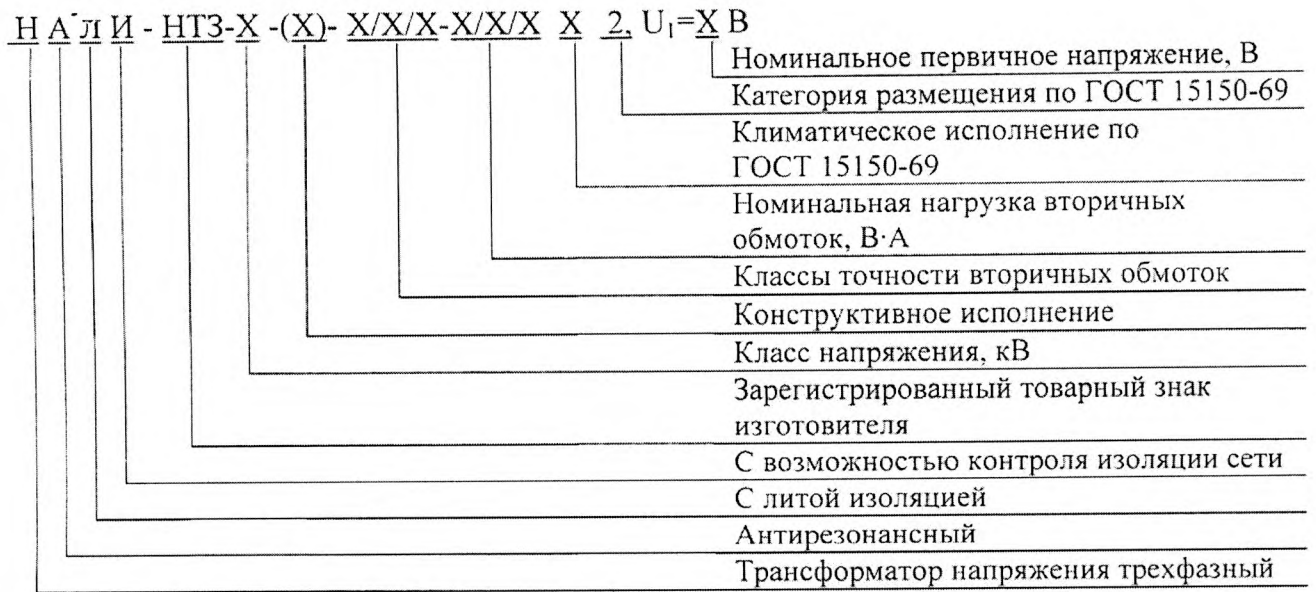 Н А Л И - НТЗ-Х -(Х)- Х/Х/Х-Х/Х/Х Х 2, U₁=Х В
Номинальное первичное напряжение, В
Категория размещения по ГОСТ 15150-69
Климатическое исполнение по
ГОСТ 15150-69
Номинальная нагрузка вторичных
обмоток, В·А
Классы точности вторичных обмоток
Конструктивное исполнение
Класс напряжения, кВ
Зарегистрированный товарный знак
изготовителя
С возможностью контроля изоляции сети
С литой изоляцией
Антирезонансный
Трансформатор напряжения трехфазный